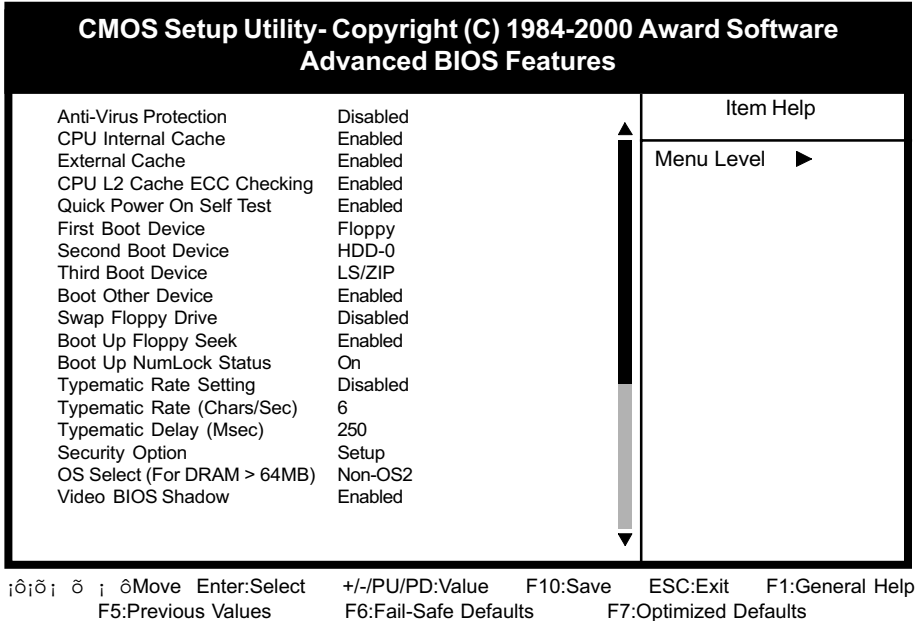 CMOS Setup Utility- Copyright (C) 1984-2000 Award Software
Advanced BIOS Features
Anti-Virus Protection Disabled
CPU Internal Cache Enabled
External Cache Enabled
CPU L2 Cache ECC Checking Enabled
Quick Power On Self Test Enabled
First Boot Device Floppy
Second Boot Device HDD-0
Third Boot Device LS/ZIP
Boot Other Device Enabled
Swap Floppy Drive Disabled
Boot Up Floppy Seek Enabled
Boot Up NumLock Status On
Typematic Rate Setting Disabled
Typematic Rate (Chars/Sec) 6
Typematic Delay (Msec) 250
Security Option Setup
OS Select (For DRAM > 64MB) Non-OS2
Video BIOS Shadow Enabled
Item Help
Menu Level ►
¡ô¡õ¡ õ ¡ ôMove Enter:Select +/-/PU/PD:Value F10:Save ESC:Exit F1:General Help
F5:Previous Values F6:Fail-Safe Defaults F7:Optimized Defaults